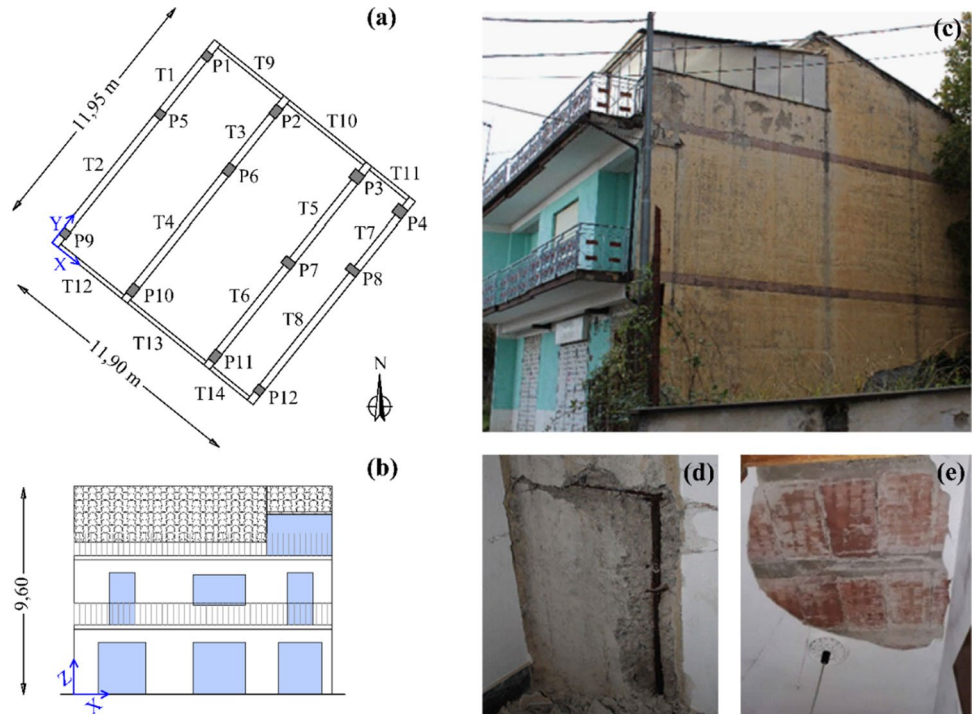 (a)
T9
P1
T1
11,95 m
P2
T10
P5
T3
P3
T11
T2
P6
T5
P4
T7
T4
Y
P9
P7
P8
X
T12
P10
T6
T8
T13
P11
11,90 m
T14
P12
N
(b)
9,60
Z
X
(c)
(d)
(e)